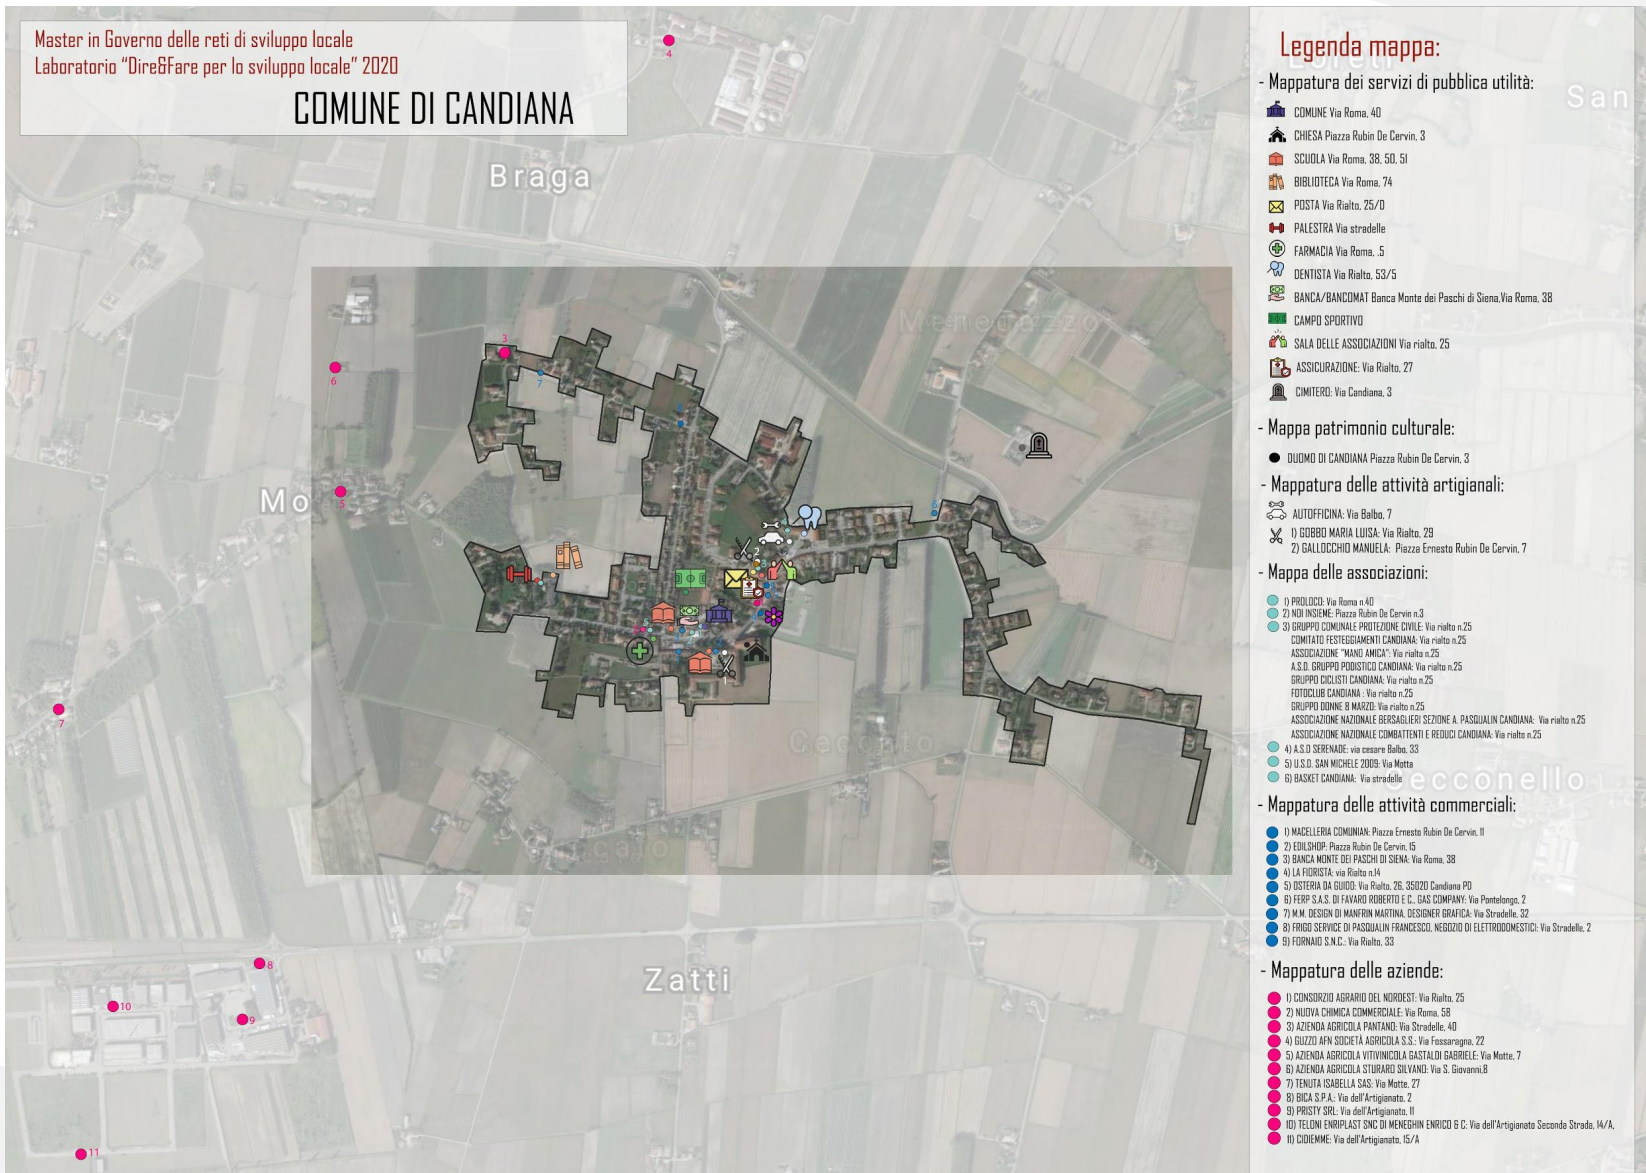 Master in Governo delle reti di sviluppo locale
Laboratorio “Dire&Fare per lo sviluppo locale” 2020
COMUNE DI CANDIANA
4
Braga
Menegazzo
3
7
6
6
Mo
5
2
7
Zatti
8
10
9
11
San
Loreti
Cecconello
Legenda mappa:
- Mappatura dei servizi di pubblica utilità:
COMUNE Via Roma, 40
CHIESA Piazza Rubin De Cervin, 3
SCUOLA Via Roma, 38, 50, 51
BIBLIOTECA Via Roma, 74
POSTA Via Rialto, 25/D
PALESTRA Via stradelle
FARMACIA Via Roma, .5
DENTISTA Via Rialto, 53/5
BANCA/BANCOMAT Banca Monte dei Paschi di Siena,Via Roma, 38
CAMPO SPORTIVO
SALA DELLE ASSOCIAZIONI Via rialto, 25
ASSICURAZIONE: Via Rialto, 27
CIMITERO: Via Candiana, 3
- Mappa patrimonio culturale:
DUOMO DI CANDIANA Piazza Rubin De Cervin, 3
- Mappatura delle attività artigianali:
AUTOFFICINA: Via Balbo, 7
1) GOBBO MARIA LUISA: Via Rialto, 29
2) GALLOCCHIO MANUELA: Piazza Ernesto Rubin De Cervin, 7
- Mappa delle associazioni:
1) PROLOCO: Via Roma n.40
2) NOI INSIEME: Piazza Rubin De Cervin n.3
3) GRUPPO COMUNALE PROTEZIONE CIVILE: Via rialto n.25
COMITATO FESTEGGIAMENTI CANDIANA: Via rialto n.25
ASSOCIAZIONE "MANO AMICA": Via rialto n.25
A.S.D. GRUPPO PODISTICO CANDIANA: Via rialto n.25
GRUPPO CICLISTI CANDIANA: Via rialto n.25
FOTOCLUB CANDIANA : Via rialto n.25
GRUPPO DONNE 8 MARZO: Via rialto n.25
ASSOCIAZIONE NAZIONALE BERSAGLIERI SEZIONE A. PASQUALIN CANDIANA: Via rialto n.25
ASSOCIAZIONE NAZIONALE COMBATTENTI E REDUCI CANDIANA: Via rialto n.25
4) A.S.D SERENADE: via cesare Balbo, 33
5) U.S.D. SAN MICHELE 2009: Via Motta
6) BASKET CANDIANA: Via stradelle
- Mappatura delle attività commerciali:
1) MACELLERIA COMUNIAN: Piazza Ernesto Rubin De Cervin, 11
2) EDILSHOP: Piazza Rubin De Cervin, 15
3) BANCA MONTE DEI PASCHI DI SIENA: Via Roma, 38
4) LA FIORISTA: via Rialto n.14
5) OSTERIA DA GUIDO: Via Rialto, 26, 35020 Candiana PD
6) FERP S.A.S. DI FAVARO ROBERTO E C., GAS COMPANY: Via Pontelongo, 2
7) M.M. DESIGN DI MANFRIN MARTINA, DESIGNER GRAFICA: Via Stradelle, 32
8) FRIGO SERVICE DI PASQUALIN FRANCESCO, NEGOZIO DI ELETTRODOMESTICI: Via Stradelle, 2
9) FORNAIO S.N.C.: Via Rialto, 33
- Mappatura delle aziende:
1) CONSORZIO AGRARIO DEL NORDEST: Via Rialto, 25
2) NUOVA CHIMICA COMMERCIALE: Via Roma, 58
3) AZIENDA AGRICOLA PANTANO: Via Stradelle, 40
4) GUZZO AFN SOCIETÀ AGRICOLA S.S.: Via Fossaragna, 22
5) AZIENDA AGRICOLA VITIVINICOLA GASTALDI GABRIELE: Via Motte, 7
6) AZIENDA AGRICOLA STURARO SILVANO: Via S. Giovanni,8
7) TENUTA ISABELLA SAS: Via Motte, 27
8) BICA S.P.A.: Via dell'Artigianato, 2
9) PRISTY SRL: Via dell'Artigianato, 11
10) TELONI ENRIPLAST SNC DI MENEGHIN ENRICO & C: Via dell'Artigianato Seconda Strada, 14/A,
11) CIDIEMME: Via dell'Artigianato, 15/A